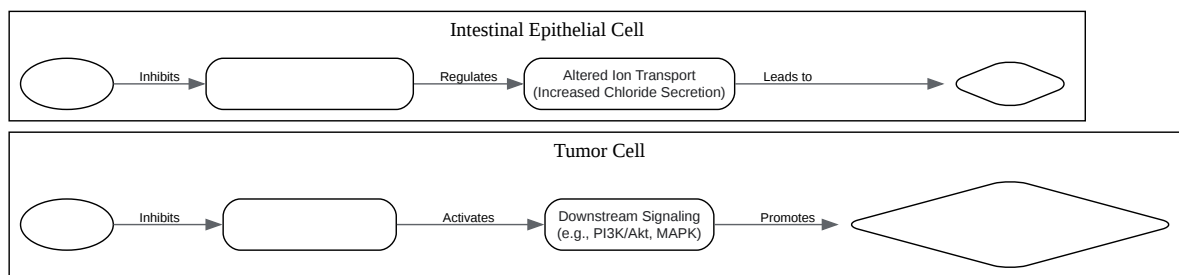 Intestinal Epithelial Cell
Inhibits
Regulates
Altered Ion Transport
(Increased Chloride Secretion)
Leads to
Tumor Cell
Inhibits
Activates
Downstream Signaling
(e.g., PI3K/Akt, MAPK)
Promotes